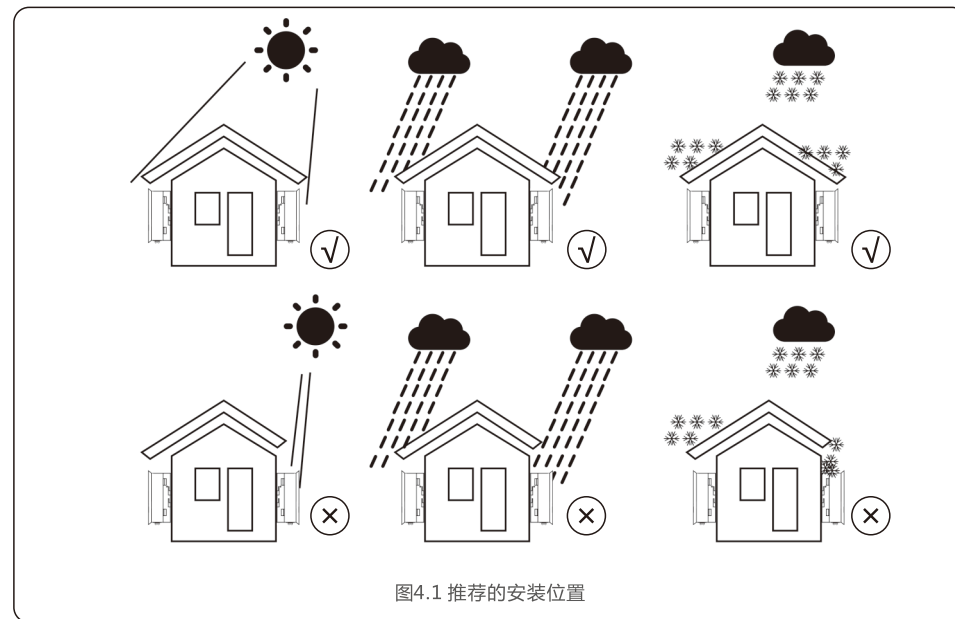 √ √ √
× × ×
图4.1 推荐的安装位置